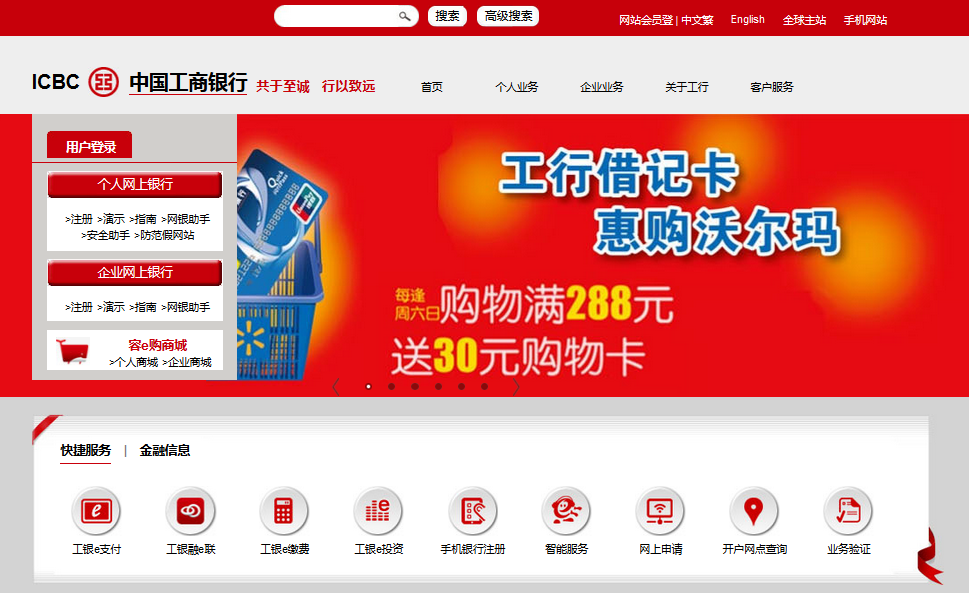 搜索 高级搜索 网站会员登 | 中文繁 English 全球主站 手机网站
ICBC 中国工商银行 共于至诚 行以致远 首页 个人业务 企业业务 关于工行 客户服务
用户登录
个人网上银行
>注册 >演示 >指南 >网银助手
>安全助手 >防范假网站
企业网上银行
>注册 >演示 >指南 >网银助手
容e购商城
>个人商城 >企业商城
工行借记卡
惠购沃尔玛
每逢
周六日购物满288元
送30元购物卡
快捷服务 | 金融信息
工银e支付 工银融e联 工银e缴费 工银e投资 手机银行注册 智能服务 网上申请 开户网点查询 业务验证